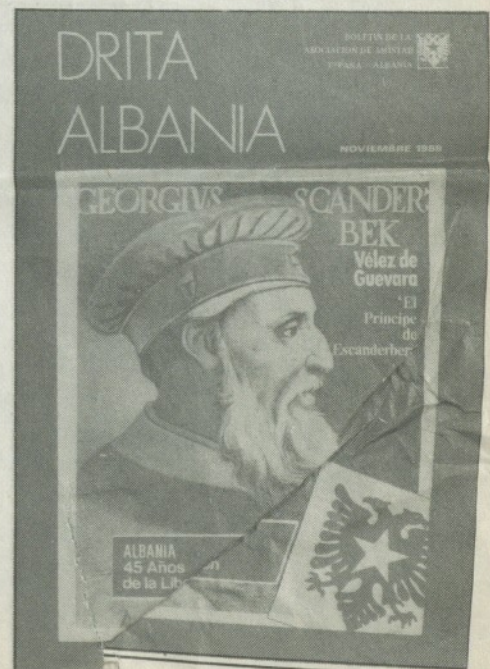 DRITA
ALBANIA
BOLETIN DE LA
ASOCIACION DE AMISTAD
ESPAÑA - ALBANIA
NOVIEMBRE 1989
GEORGIVS SCANDER:
BEK
Vélez de
Guevara
'El
Principe
de
Escanderber
ALBANIA
45 Años
de la Lib